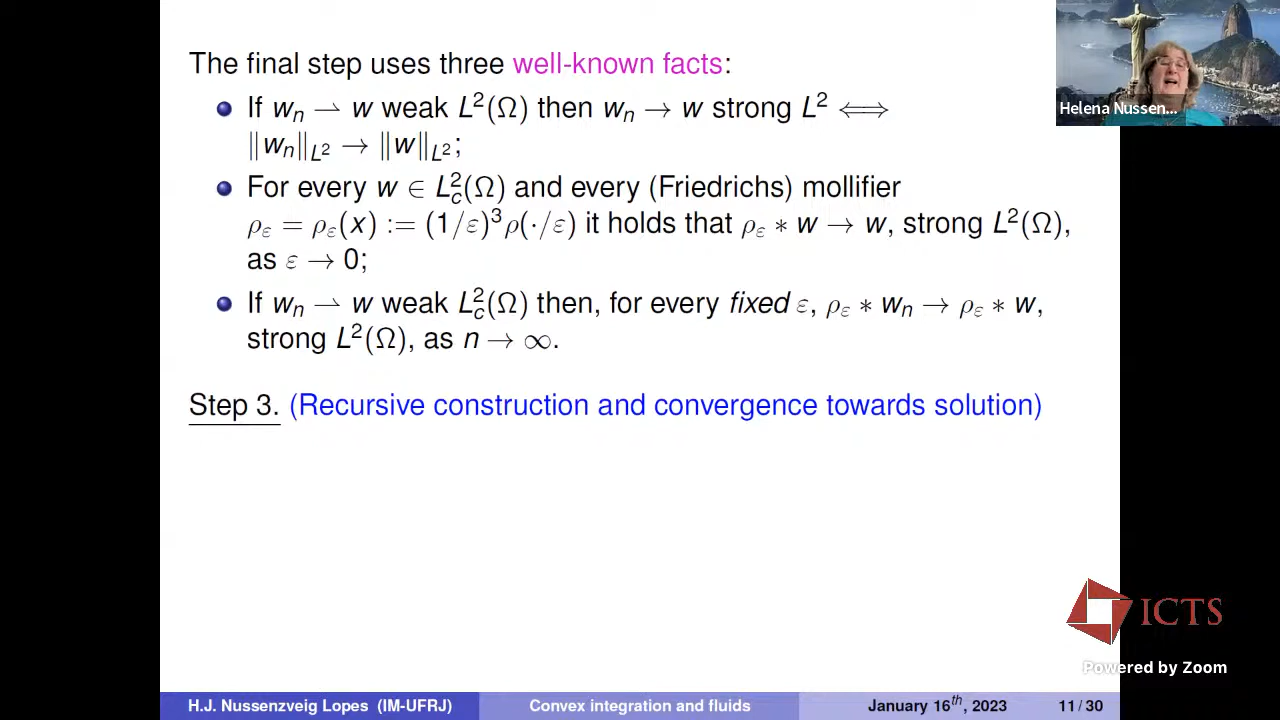 The final step uses three well-known facts:
If wₙ ⇀ w weak L²(Ω) then wₙ → w strong L² ⟺
‖wₙ‖_L² → ‖w‖_L²;
For every w ∈ L²_c(Ω) and every (Friedrichs) mollifier
ρ_ε = ρ_ε(x) := (1/ε)³ρ(·/ε) it holds that ρ_ε ∗ w → w, strong L²(Ω),
as ε → 0;
If wₙ ⇀ w weak L²_c(Ω) then, for every fixed ε, ρ_ε ∗ wₙ → ρ_ε ∗ w,
strong L²(Ω), as n → ∞.
Step 3. (Recursive construction and convergence towards solution)
Helena Nussen...
ICTS
Powered by Zoom
H.J. Nussenzveig Lopes (IM-UFRJ) Convex integration and fluids January 16th, 2023 11 / 30